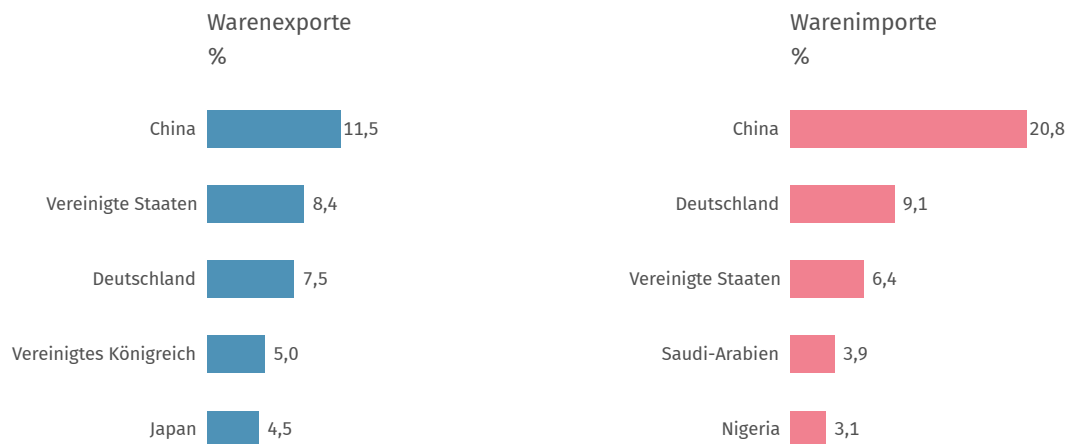 Warenexporte
%
China 11,5
Vereinigte Staaten 8,4
Deutschland 7,5
Vereinigtes Königreich 5,0
Japan 4,5
Warenimporte
%
China 20,8
Deutschland 9,1
Vereinigte Staaten 6,4
Saudi-Arabien 3,9
Nigeria 3,1